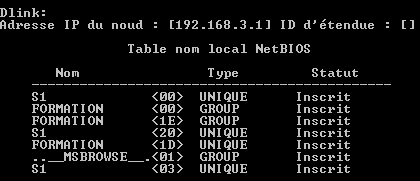 Dlink:
Adresse IP du noud : [192.168.3.1] ID d'étendue : []
Table nom local NetBIOS
Nom Type Statut
S1 <00> UNIQUE Inscrit
FORMATION <00> GROUP Inscrit
FORMATION <1E> GROUP Inscrit
S1 <20> UNIQUE Inscrit
FORMATION <1D> UNIQUE Inscrit
..__MSBROWSE__.<01> GROUP Inscrit
S1 <03> UNIQUE Inscrit